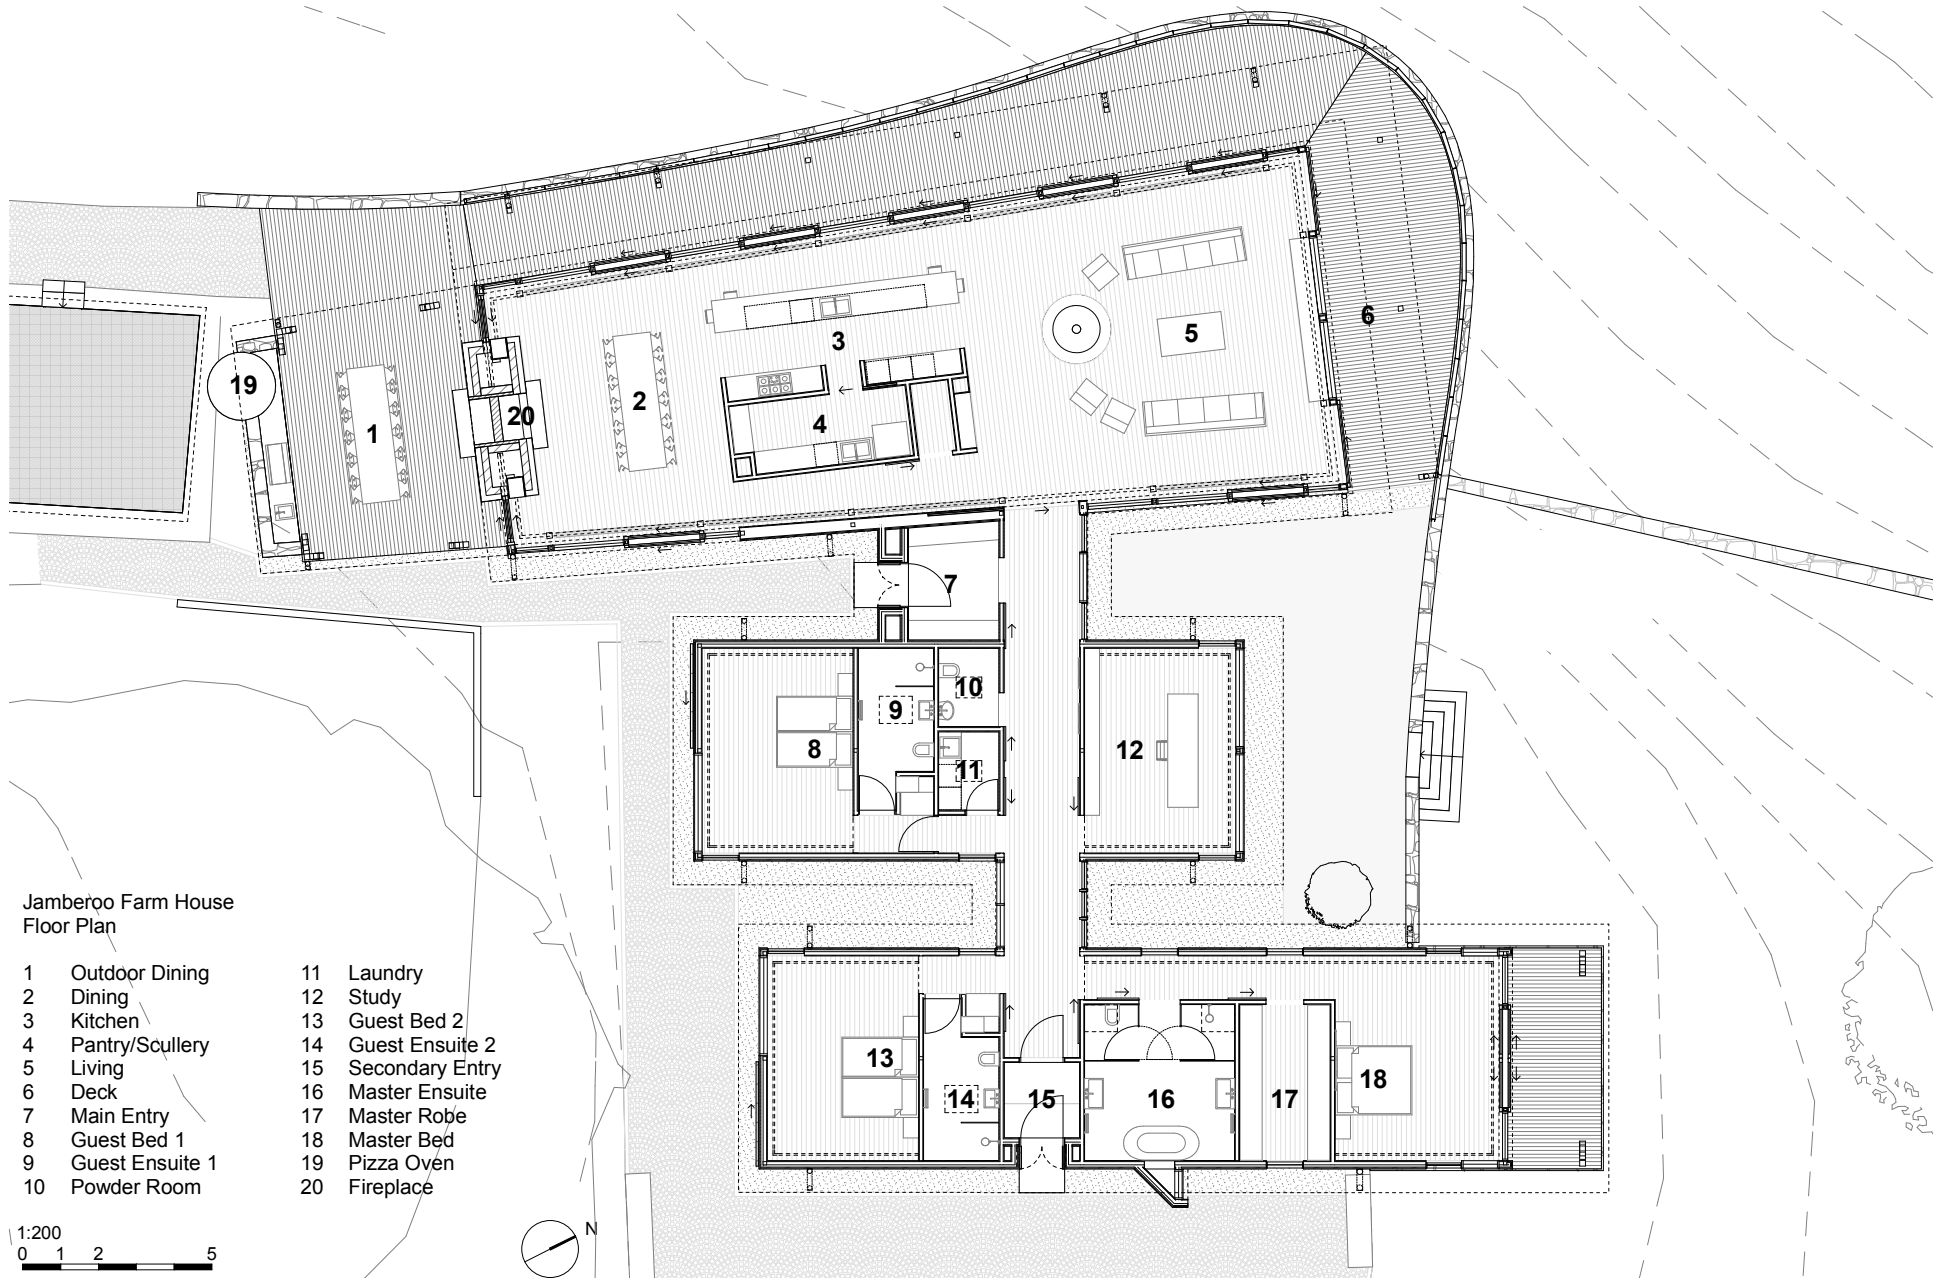 19
1
20
2
3
4
5
6
7
8
9
10
11
12
13
14
15
16
17
18
Jamberoo Farm House
Floor Plan
1 Outdoor Dining
2 Dining
3 Kitchen
4 Pantry/Scullery
5 Living
6 Deck
7 Main Entry
8 Guest Bed 1
9 Guest Ensuite 1
10 Powder Room
11 Laundry
12 Study
13 Guest Bed 2
14 Guest Ensuite 2
15 Secondary Entry
16 Master Ensuite
17 Master Robe
18 Master Bed
19 Pizza Oven
20 Fireplace
1:200
0 1 2 5
N